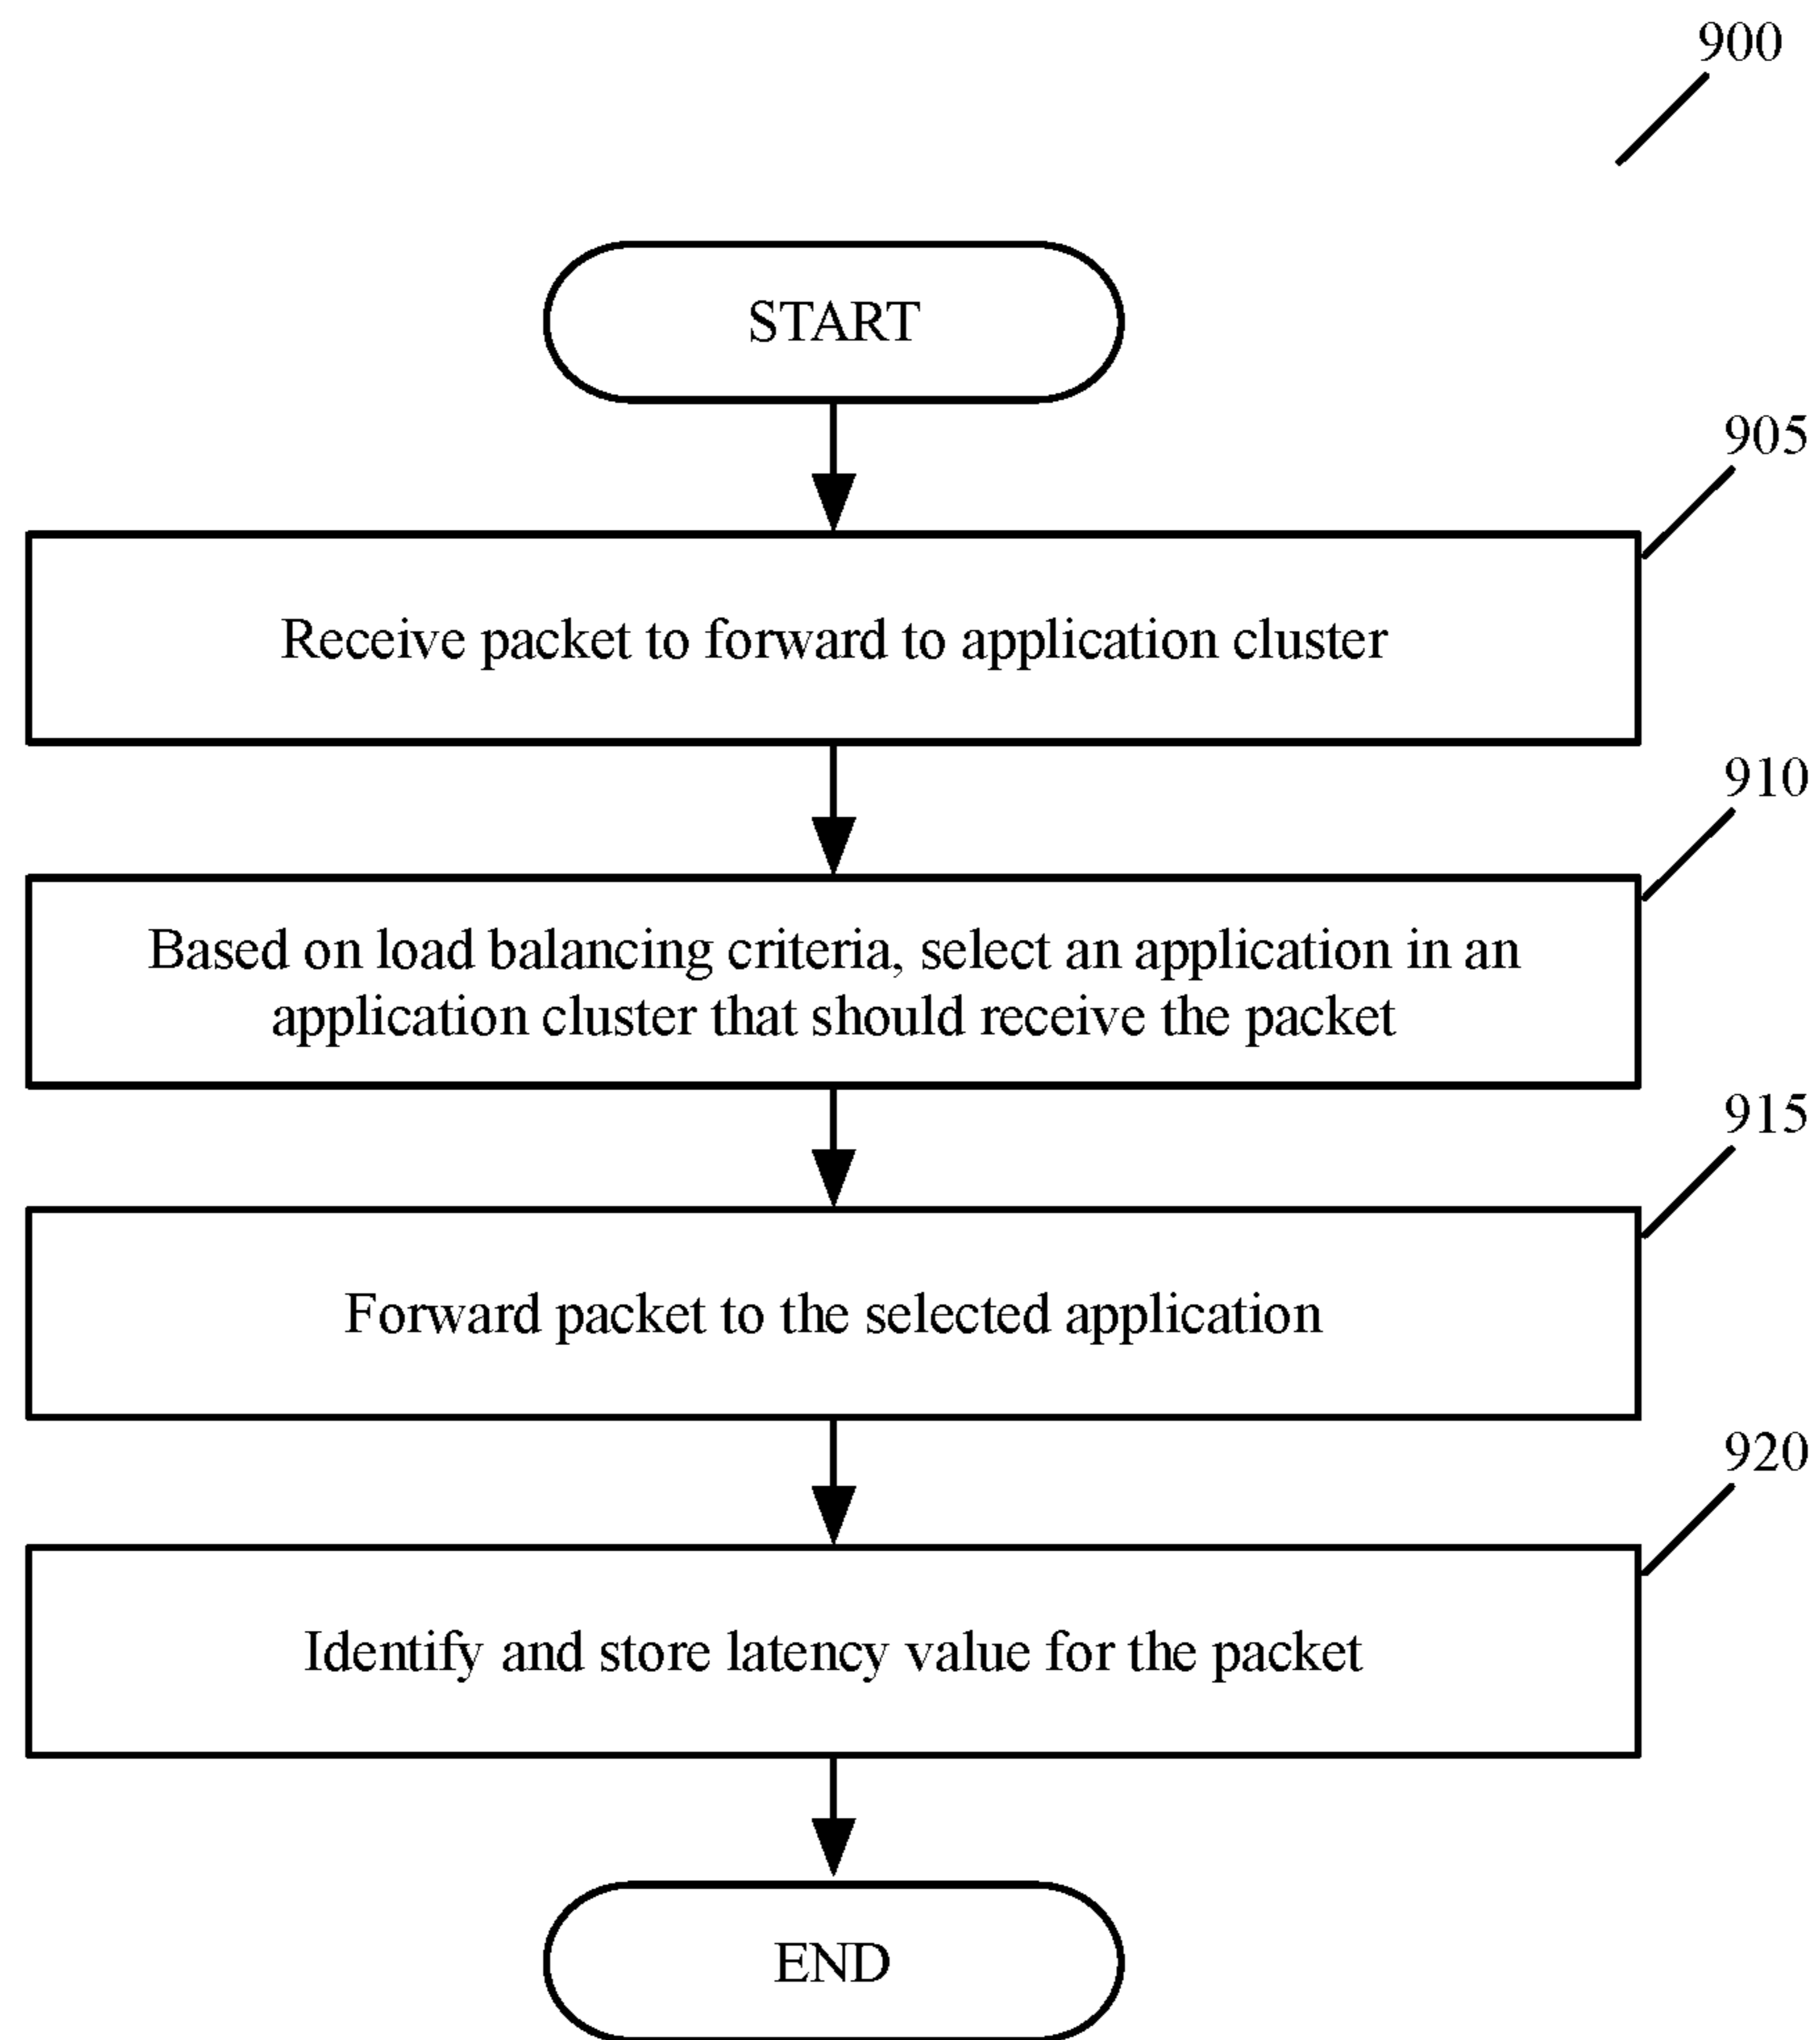 900
START
905
Receive packet to forward to application cluster
910
Based on load balancing criteria, select an application in an
application cluster that should receive the packet
915
Forward packet to the selected application
920
Identify and store latency value for the packet
END